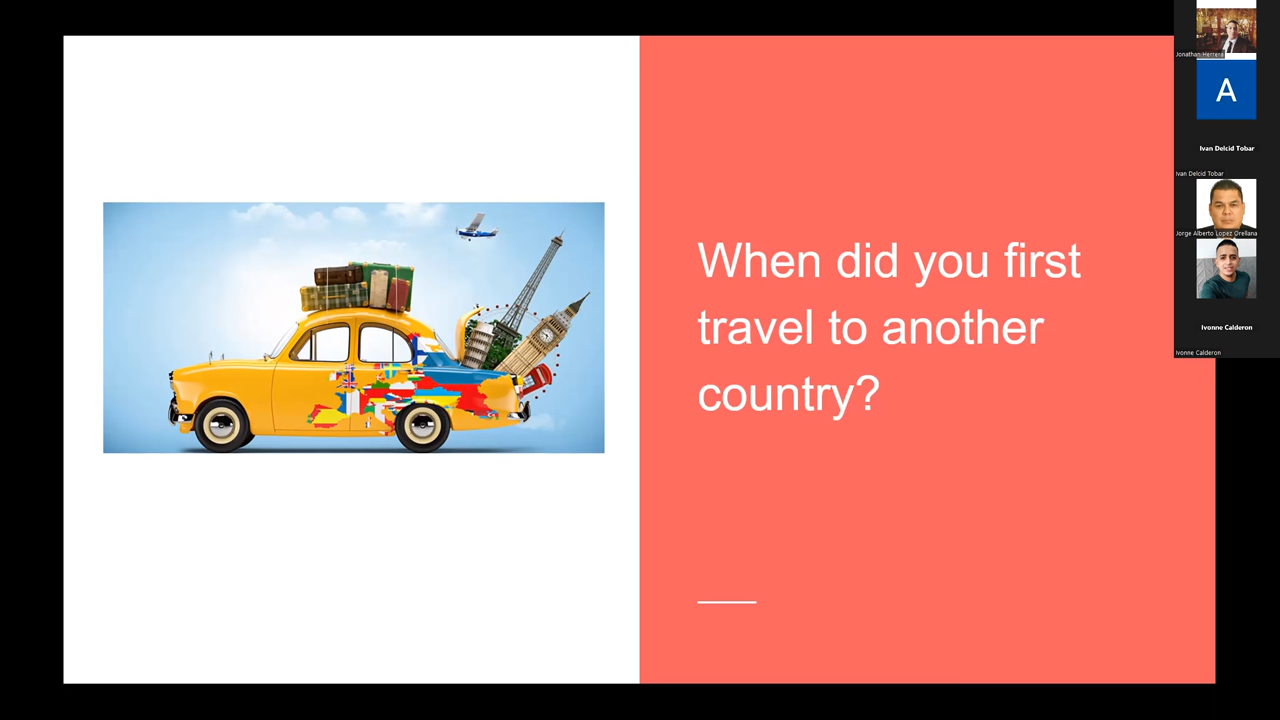 When did you first
travel to another
country?
Jonathan Herrera
A
Ivan Delcid Tobar
Ivan Delcid Tobar
Jorge Alberto Lopez Orellana
Ivonne Calderon
Ivonne Calderon